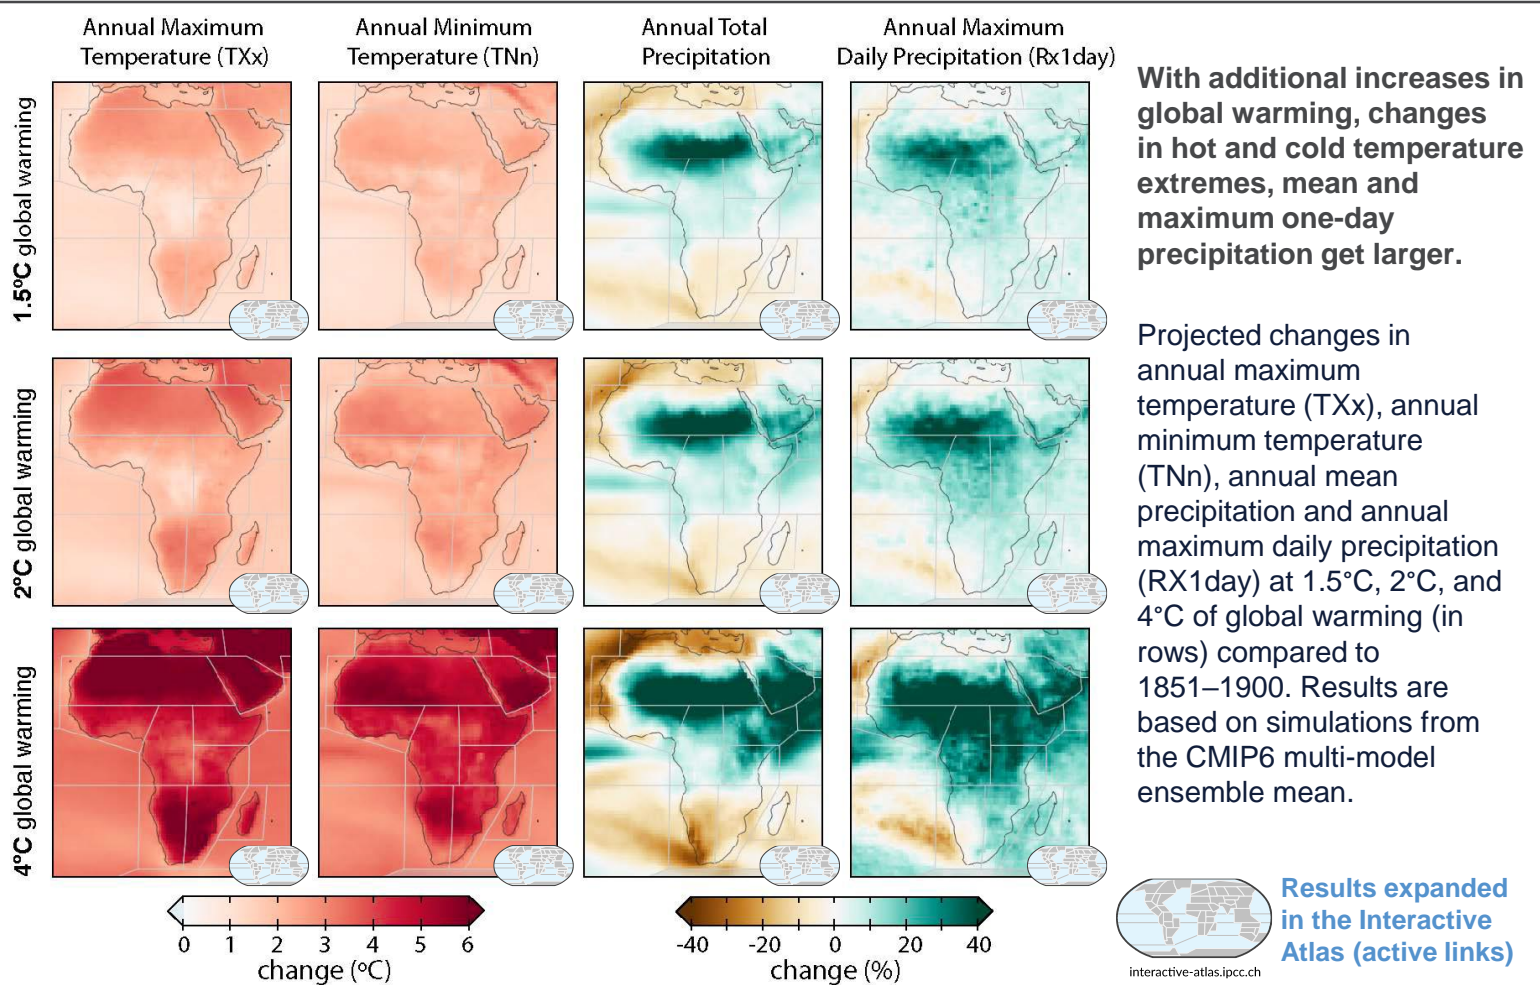 Annual Maximum
Temperature (TXx)
Annual Minimum
Temperature (TNn)
Annual Total
Precipitation
Annual Maximum
Daily Precipitation (Rx1day)
1.5ºC global warming
2ºC global warming
4ºC global warming
0 1 2 3 4 5 6
change (ºC)
-40 -20 0 20 40
change (%)
With additional increases in
global warming, changes
in hot and cold temperature
extremes, mean and
maximum one-day
precipitation get larger.
Projected changes in
annual maximum
temperature (TXx), annual
minimum temperature
(TNn), annual mean
precipitation and annual
maximum daily precipitation
(RX1day) at 1.5°C, 2°C, and
4°C of global warming (in
rows) compared to
1851–1900. Results are
based on simulations from
the CMIP6 multi-model
ensemble mean.
interactive-atlas.ipcc.ch
Results expanded
in the Interactive
Atlas (active links)